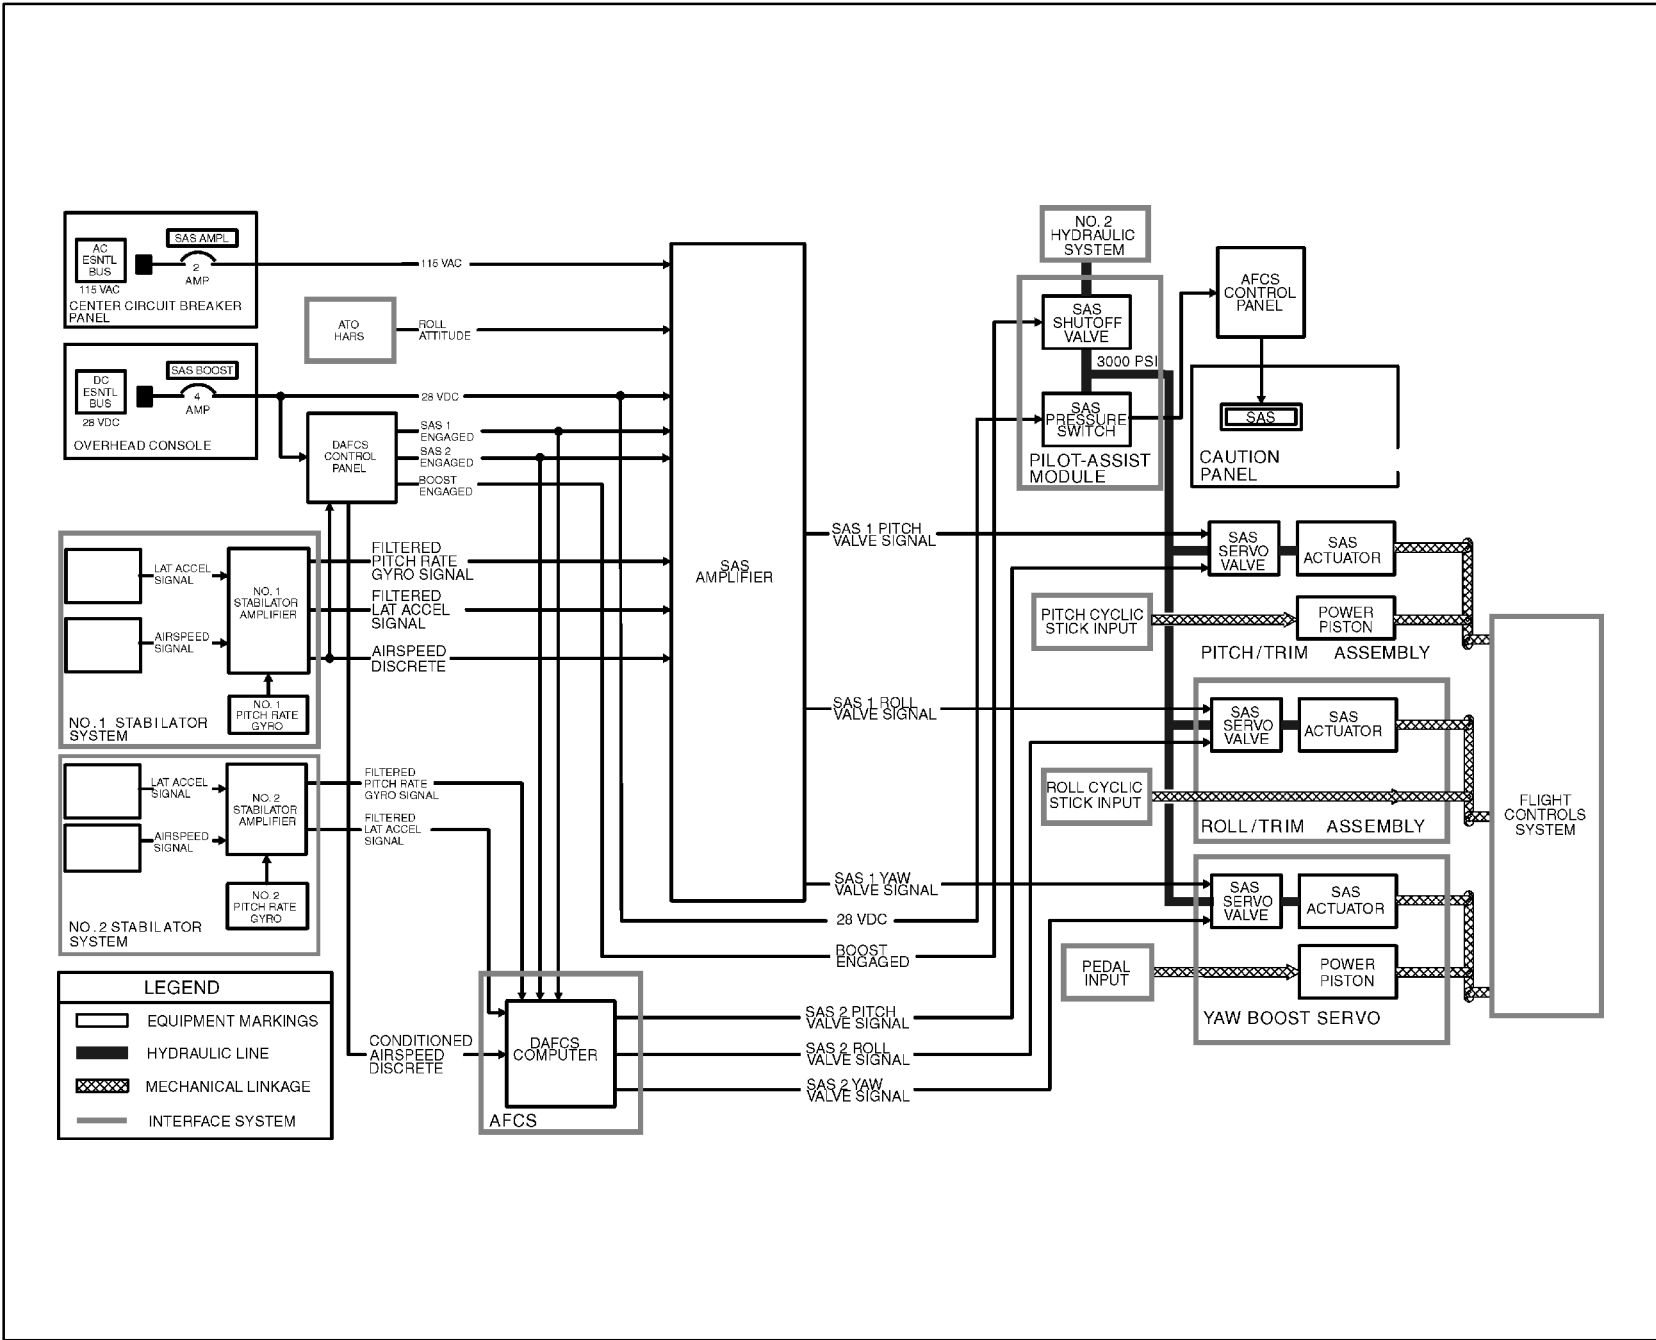 AC
ESNTL
BUS
115 VAC
SAS AMPL
2
AMP
CENTER CIRCUIT BREAKER
PANEL
DC
ESNTL
BUS
28 VDC
SAS BOOST
4
AMP
OVERHEAD CONSOLE
115 VAC
ATO
HARS
ROLL
ATTITUDE
28 VDC
DAFCS
CONTROL
PANEL
SAS 1
ENGAGED
SAS 2
ENGAGED
BOOST
ENGAGED
LAT ACCEL
SIGNAL
AIRSPEED
SIGNAL
NO. 1
STABILATOR
AMPLIFIER
NO. 1
PITCH RATE
GYRO
NO.1 STABILATOR
SYSTEM
FILTERED
PITCH RATE
GYRO SIGNAL
FILTERED
LAT ACCEL
SIGNAL
AIRSPEED
DISCRETE
LAT ACCEL
SIGNAL
AIRSPEED
SIGNAL
NO. 2
STABILATOR
AMPLIFIER
NO. 2
PITCH RATE
GYRO
NO.2 STABILATOR
SYSTEM
FILTERED
PITCH RATE
GYRO SIGNAL
FILTERED
LAT ACCEL
SIGNAL
SAS
AMPLIFIER
NO. 2
HYDRAULIC
SYSTEM
SAS
SHUTOFF
VALVE
3000 PSI
SAS
PRESSURE
SWITCH
PILOT-ASSIST
MODULE
AFCS
CONTROL
PANEL
SAS
CAUTION
PANEL
SAS 1 PITCH
VALVE SIGNAL
SAS
SERVO
VALVE
SAS
ACTUATOR
PITCH CYCLIC
STICK INPUT
POWER
PISTON
PITCH/TRIM ASSEMBLY
SAS 1 ROLL
VALVE SIGNAL
SAS
SERVO
VALVE
SAS
ACTUATOR
ROLL CYCLIC
STICK INPUT
ROLL/TRIM ASSEMBLY
FLIGHT
CONTROLS
SYSTEM
SAS 1 YAW
VALVE SIGNAL
28 VDC
BOOST
ENGAGED
SAS
SERVO
VALVE
SAS
ACTUATOR
PEDAL
INPUT
POWER
PISTON
YAW BOOST SERVO
CONDITIONED
AIRSPEED
DISCRETE
DAFCS
COMPUTER
AFCS
SAS 2 PITCH
VALVE SIGNAL
SAS 2 ROLL
VALVE SIGNAL
SAS 2 YAW
VALVE SIGNAL
LEGEND
EQUIPMENT MARKINGS
HYDRAULIC LINE
MECHANICAL LINKAGE
INTERFACE SYSTEM